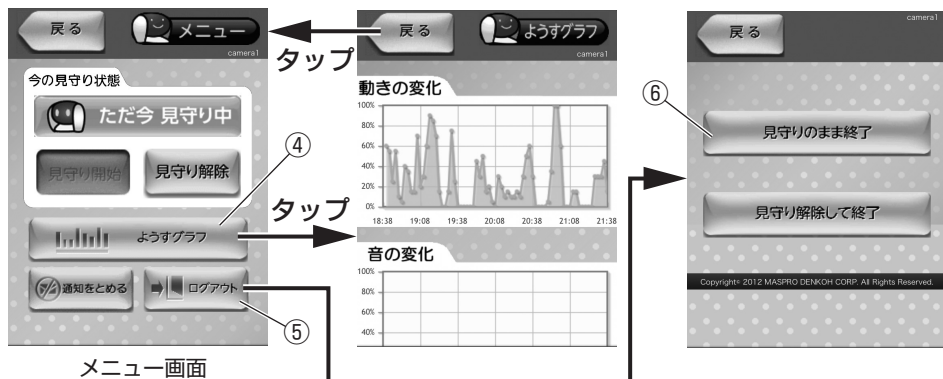 戻る
メニュー
camera1
今の見守り状態
ただ今 見守り中
見守り開始
見守り解除
④
ようすグラフ
通知をとめる
ログアウト
⑤
メニュー画面
タップ
タップ
戻る
ようすグラフ
camera1
動きの変化
100%
80%
60%
40%
20%
0%
18:38 19:08 19:38 20:08 20:38 21:08 21:38
音の変化
100%
80%
60%
40%
戻る
camera1
⑥
見守りのまま終了
見守り解除して終了
Copyright© 2012 MASPRO DENKOH CORP. All Rights Reserved.